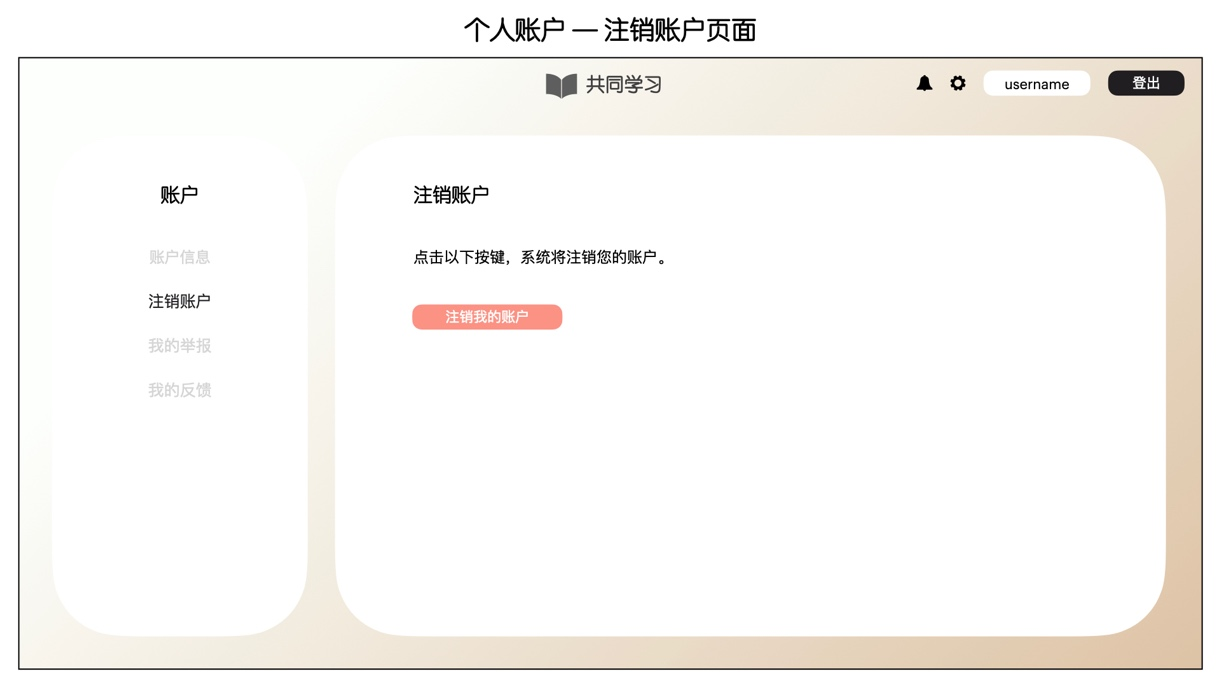 个人账户 — 注销账户页面
共同学习
username
登出
账户
账户信息
注销账户
我的举报
我的反馈
注销账户
点击以下按键，系统将注销您的账户。
注销我的账户